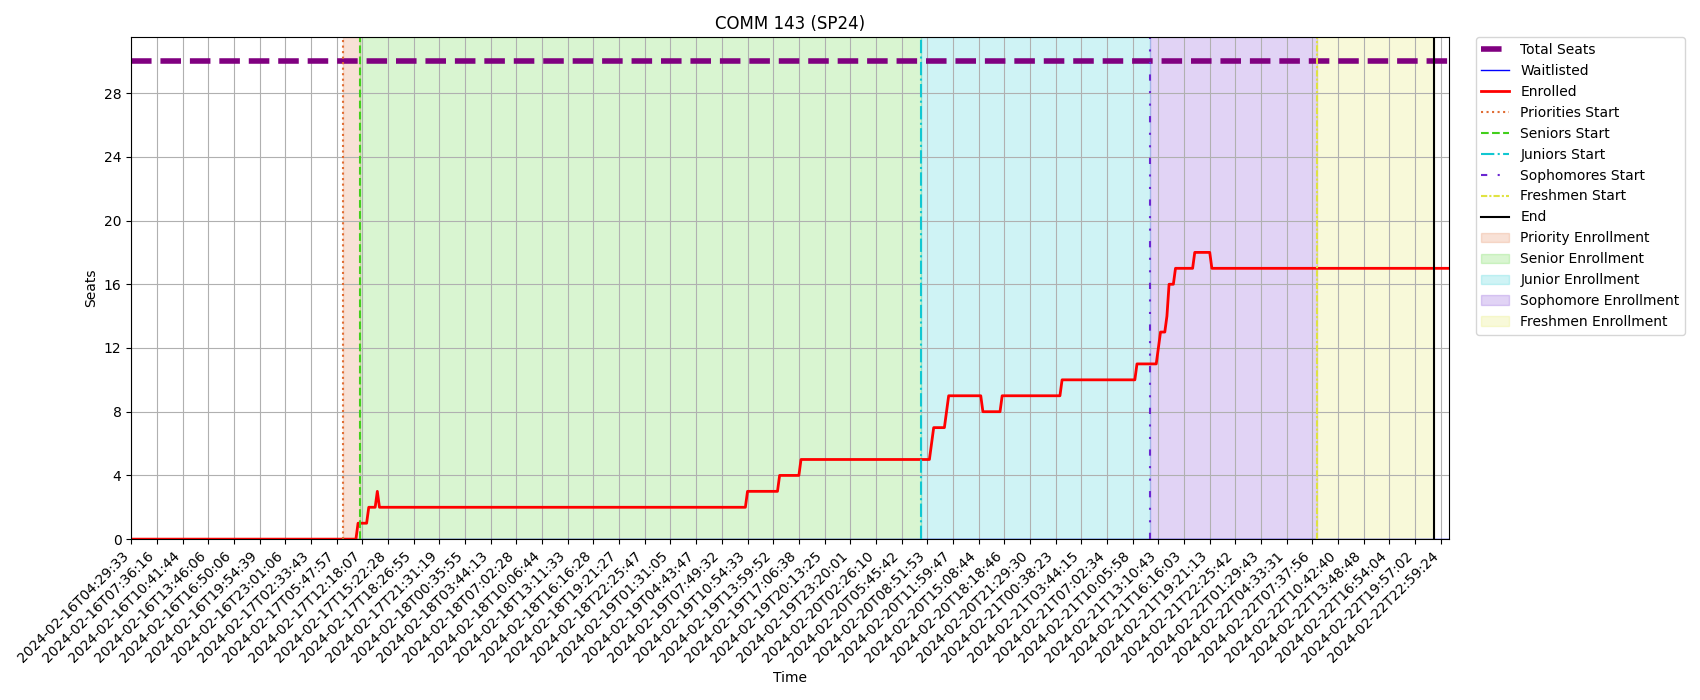 COMM 143 (SP24)
Seats
28
24
20
16
12
8
4
0
2024-02-16T04:29:33
2024-02-16T07:36:16
2024-02-16T10:41:44
2024-02-16T13:46:06
2024-02-16T16:50:06
2024-02-16T19:54:39
2024-02-16T23:01:06
2024-02-17T02:33:43
2024-02-17T05:47:57
2024-02-17T12:18:07
2024-02-17T15:22:28
2024-02-17T18:26:55
2024-02-17T21:31:19
2024-02-18T00:35:55
2024-02-18T03:44:13
2024-02-18T07:02:28
2024-02-18T10:06:44
2024-02-18T13:11:33
2024-02-18T16:16:28
2024-02-18T19:21:27
2024-02-18T22:25:47
2024-02-19T01:31:05
2024-02-19T04:43:47
2024-02-19T07:49:32
2024-02-19T10:54:33
2024-02-19T13:59:52
2024-02-19T17:06:38
2024-02-19T20:13:25
2024-02-19T23:20:01
2024-02-20T02:26:10
2024-02-20T05:45:42
2024-02-20T08:51:53
2024-02-20T11:59:47
2024-02-20T15:08:44
2024-02-20T18:18:46
2024-02-20T21:29:30
2024-02-21T00:38:23
2024-02-21T03:44:15
2024-02-21T07:02:34
2024-02-21T10:05:58
2024-02-21T13:10:43
2024-02-21T16:16:03
2024-02-21T19:21:13
2024-02-21T22:25:42
2024-02-22T01:29:43
2024-02-22T04:33:31
2024-02-22T07:37:56
2024-02-22T10:42:40
2024-02-22T13:48:48
2024-02-22T16:54:04
2024-02-22T19:57:02
2024-02-22T22:59:24
Time
Total Seats
Waitlisted
Enrolled
Priorities Start
Seniors Start
Juniors Start
Sophomores Start
Freshmen Start
End
Priority Enrollment
Senior Enrollment
Junior Enrollment
Sophomore Enrollment
Freshmen Enrollment